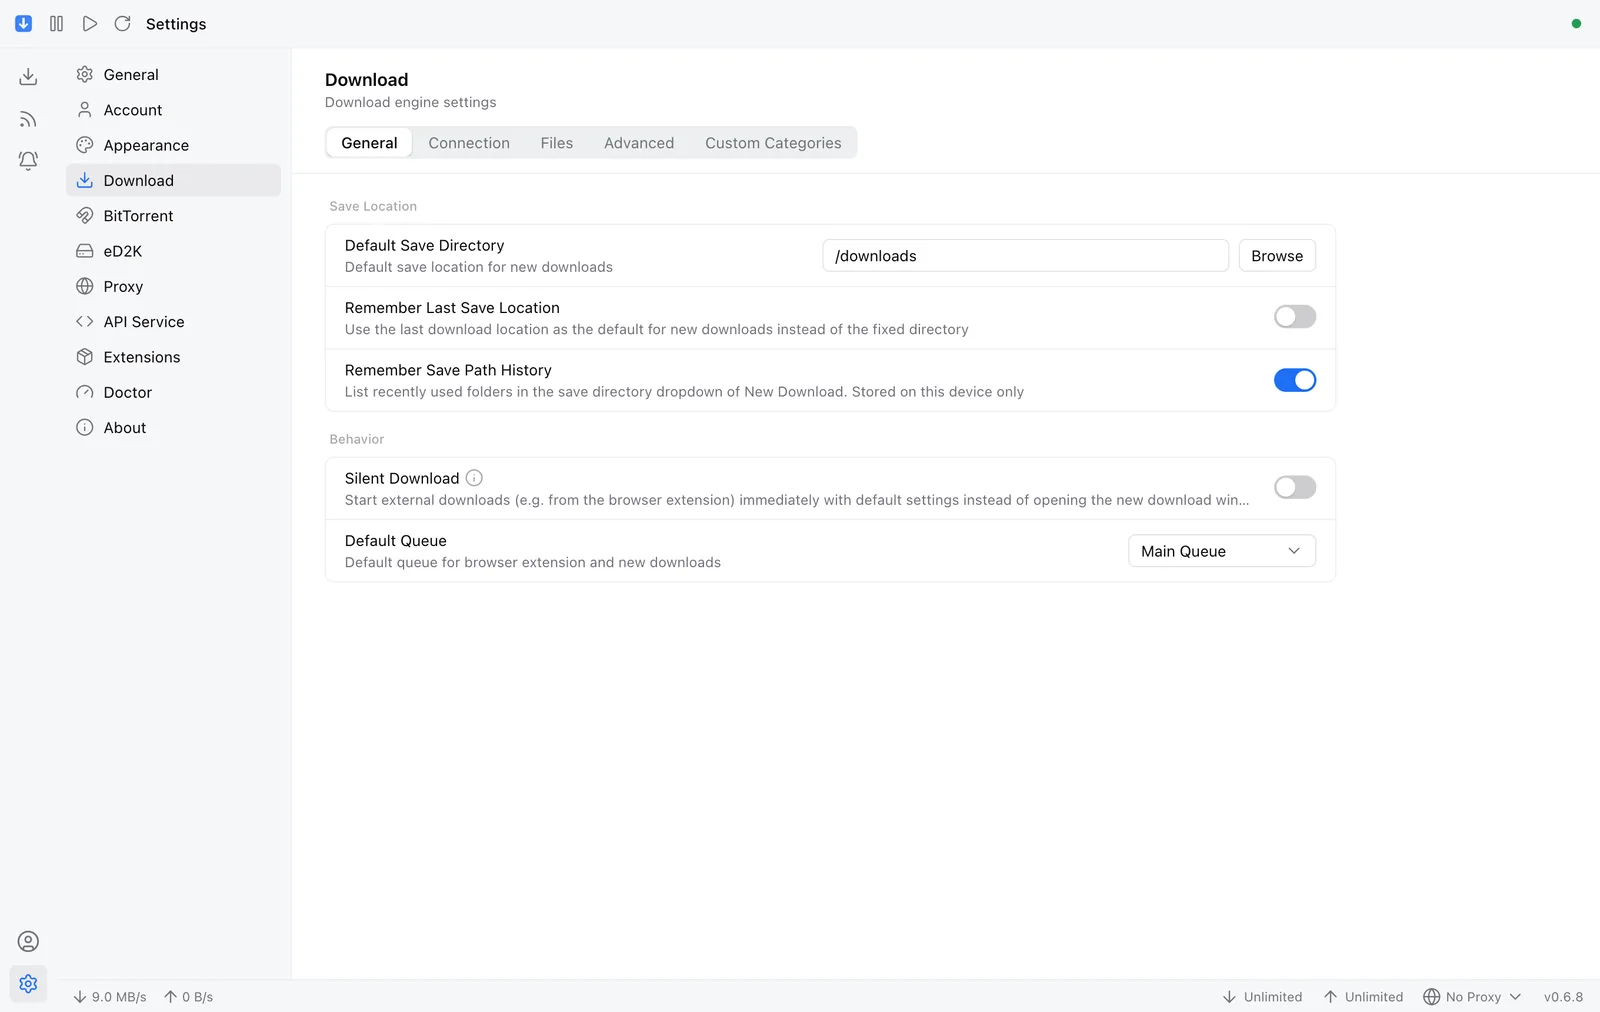 Settings
General
Account
Appearance
Download
BitTorrent
eD2K
Proxy
API Service
Extensions
Doctor
About
Download
Download engine settings
General Connection Files Advanced Custom Categories
Save Location
Default Save Directory
Default save location for new downloads
/downloads
Browse
Remember Last Save Location
Use the last download location as the default for new downloads instead of the fixed directory
Remember Save Path History
List recently used folders in the save directory dropdown of New Download. Stored on this device only
Behavior
Silent Download
Start external downloads (e.g. from the browser extension) immediately with default settings instead of opening the new download win...
Default Queue
Default queue for browser extension and new downloads
Main Queue
9.0 MB/s 0 B/s Unlimited Unlimited No Proxy v0.6.8